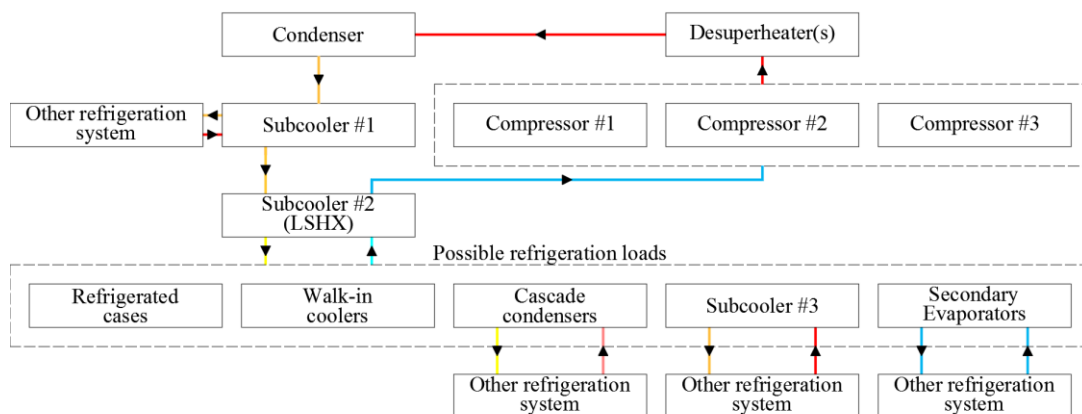 Condenser
Desuperheater(s)
Other refrigeration
system
Subcooler #1
Compressor #1
Compressor #2
Compressor #3
Subcooler #2
(LSHX)
Possible refrigeration loads
Refrigerated
cases
Walk-in
coolers
Cascade
condensers
Subcooler #3
Secondary
Evaporators
Other refrigeration
system
Other refrigeration
system
Other refrigeration
system